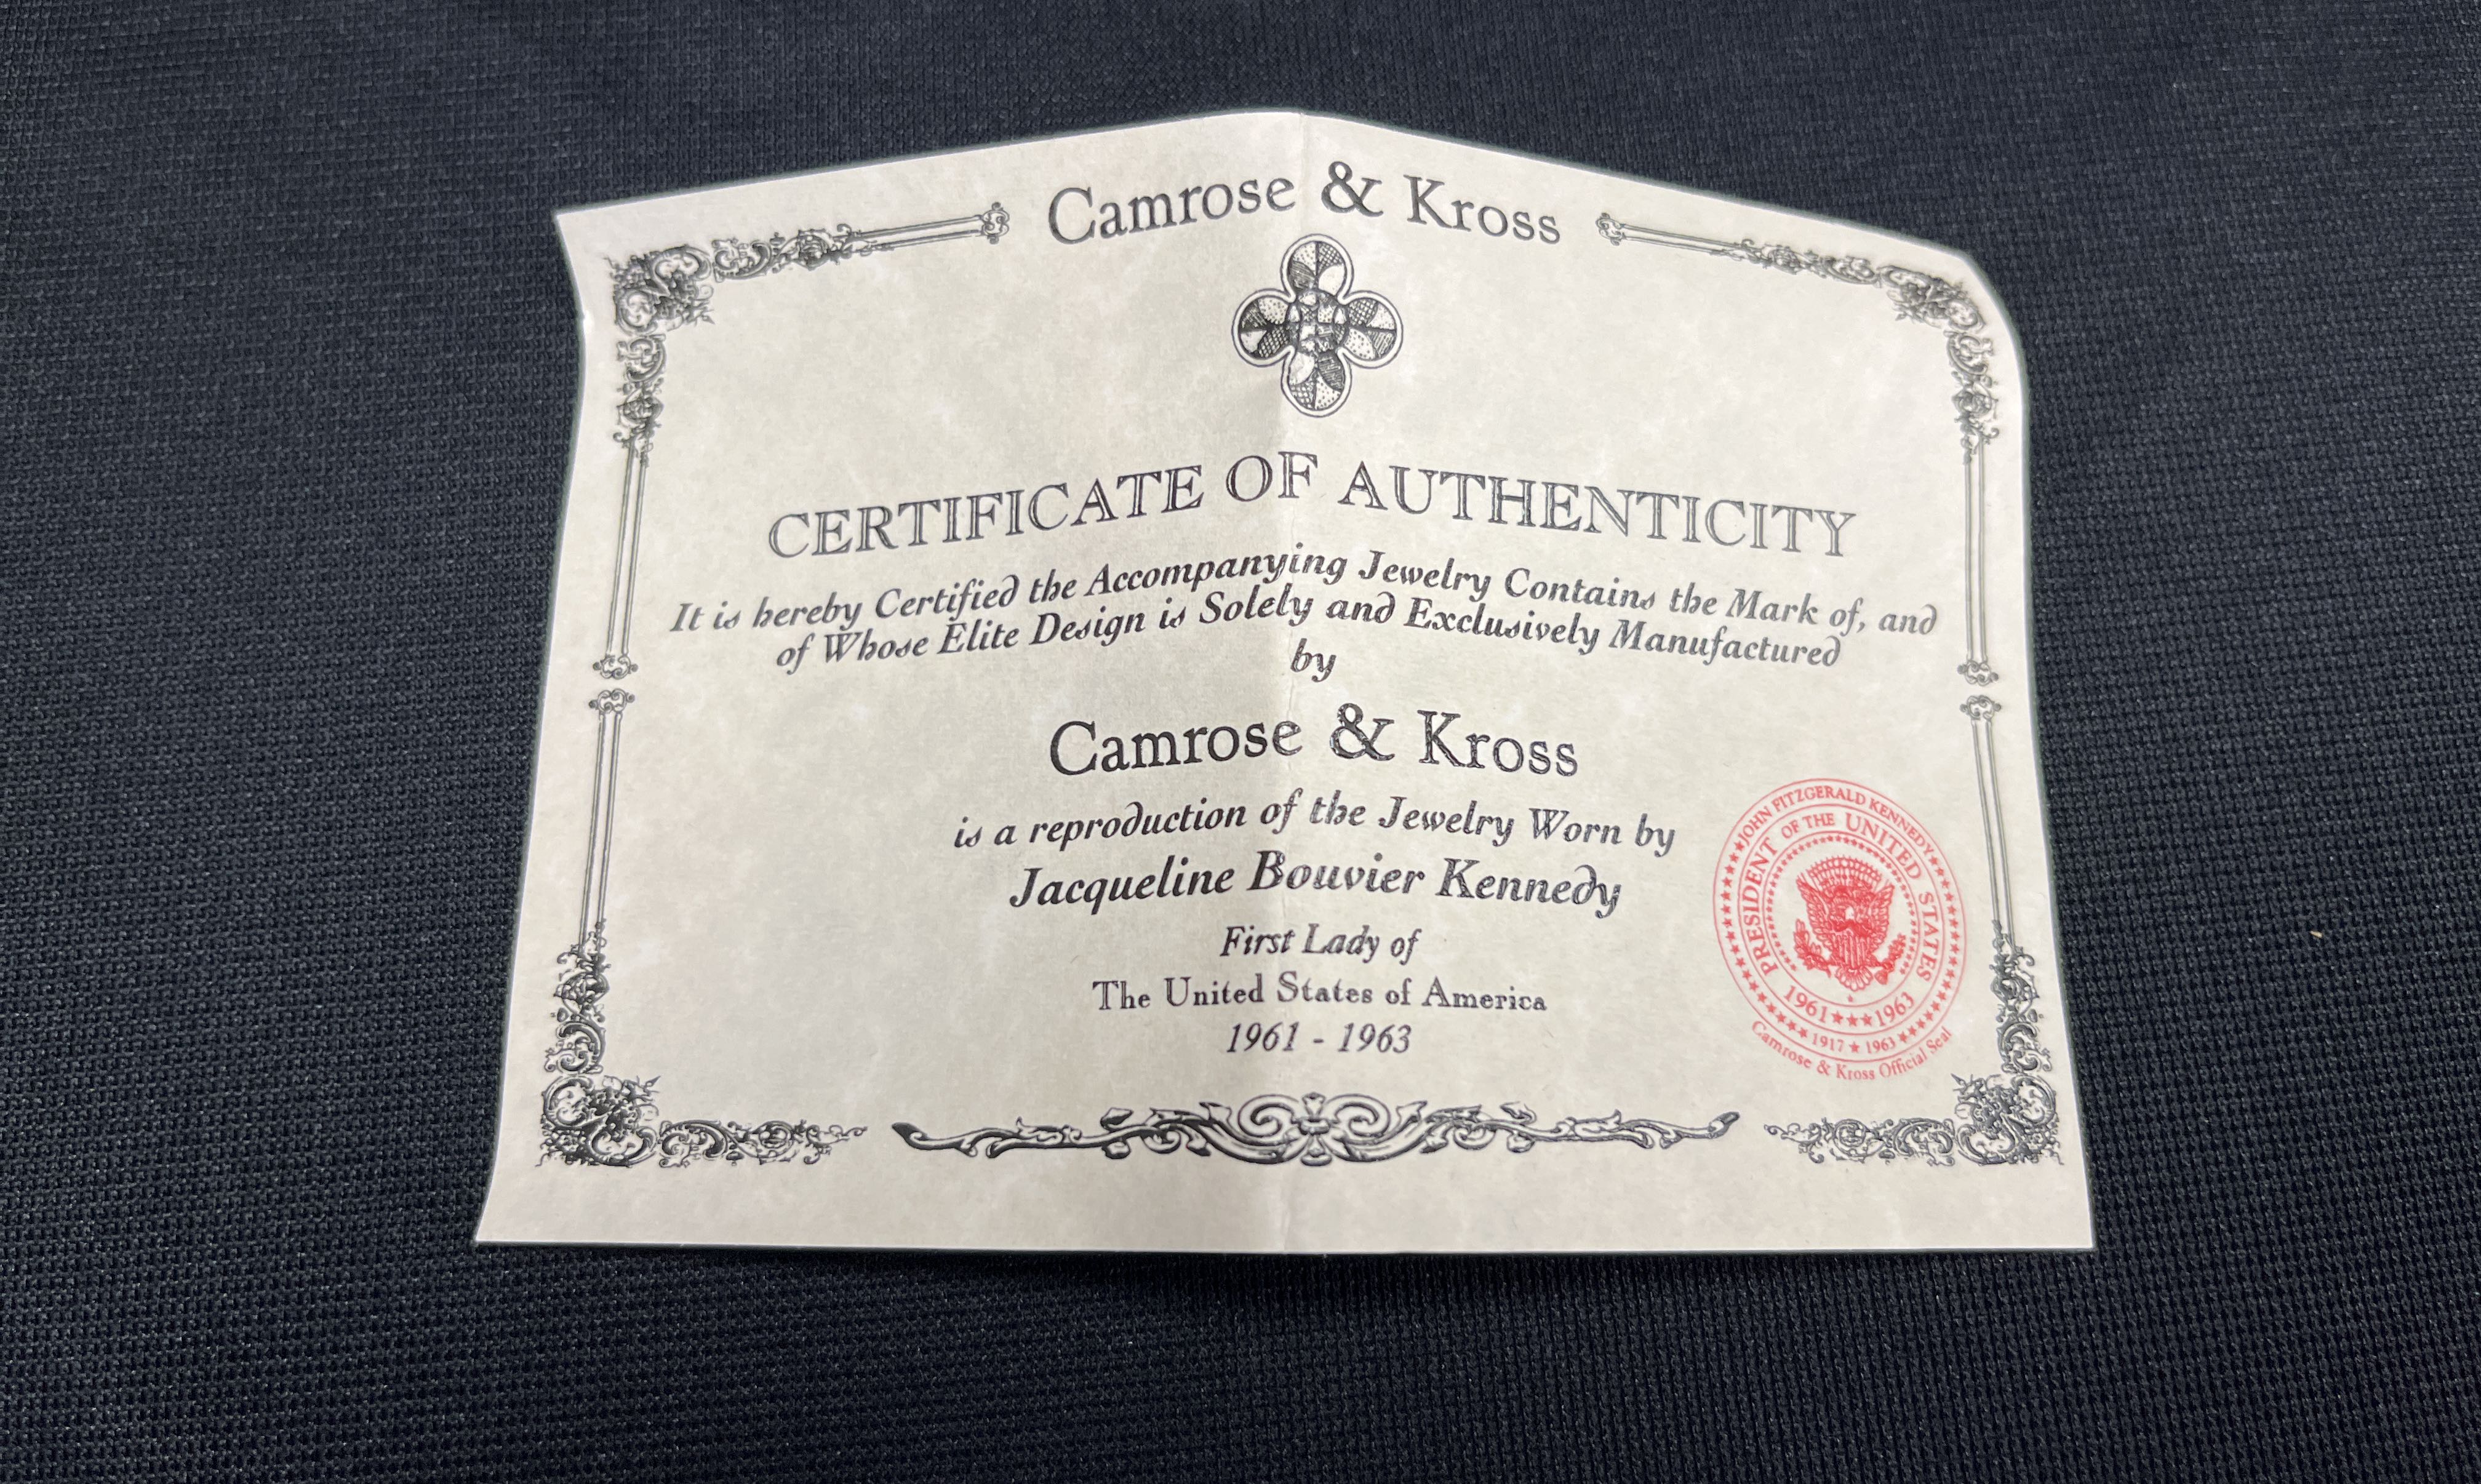 Camrose & Kross
CERTIFICATE OF AUTHENTICITY
It is hereby Certified the Accompanying Jewelry Contains the Mark of, and
of Whose Elite Design is Solely and Exclusively Manufactured
by
Camrose & Kross
is a reproduction of the Jewelry Worn by
Jacqueline Bouvier Kennedy
First Lady of
The United States of America
1961 - 1963
JOHN FITZGERALD KENNEDY
PRESIDENT OF THE UNITED STATES
1961★★★1963
1917 ★ 1963
Camrose & Kross Official Seal